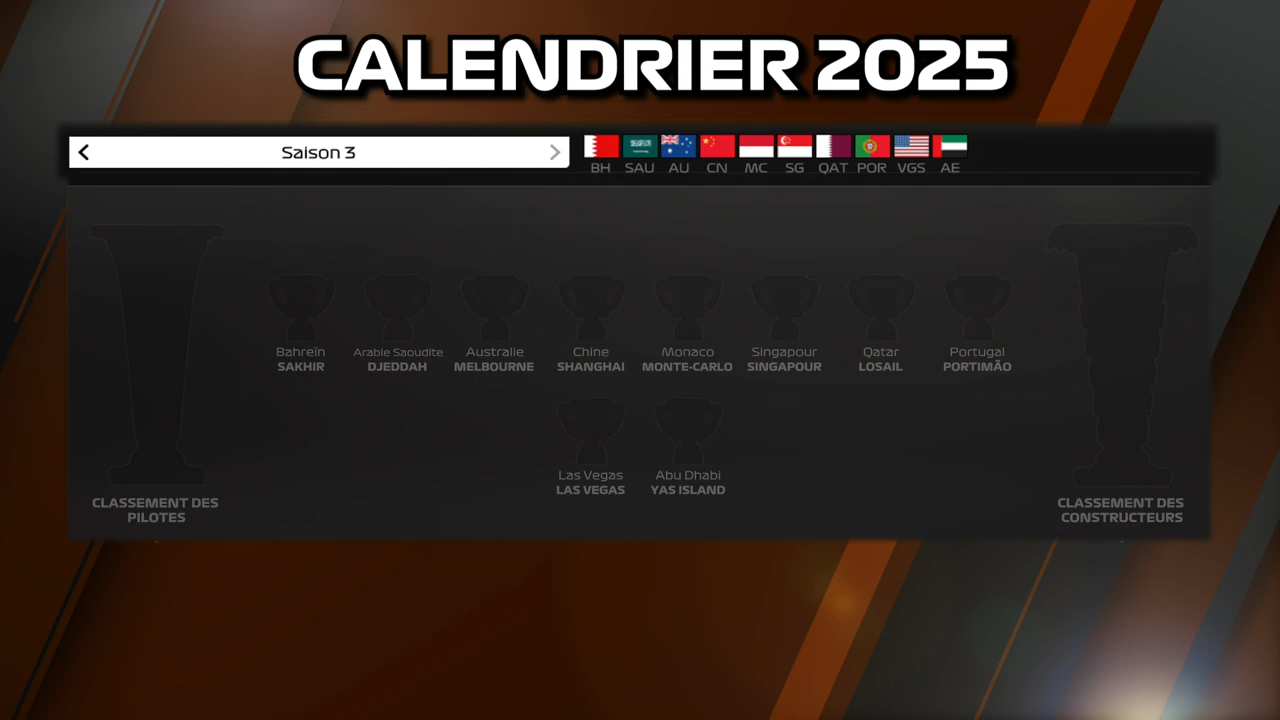 CALENDRIER 2025
Saison 3
BH SAU AU CN MC SG QAT POR VGS AE
Bahreïn Arabie Saoudite Australie Chine Monaco Singapour Qatar Portugal
SAKHIR DJEDDAH MELBOURNE SHANGHAI MONTE-CARLO SINGAPOUR LOSAIL PORTIMÃO
Las Vegas Abu Dhabi
LAS VEGAS YAS ISLAND
CLASSEMENT DES
PILOTES
CLASSEMENT DES
CONSTRUCTEURS